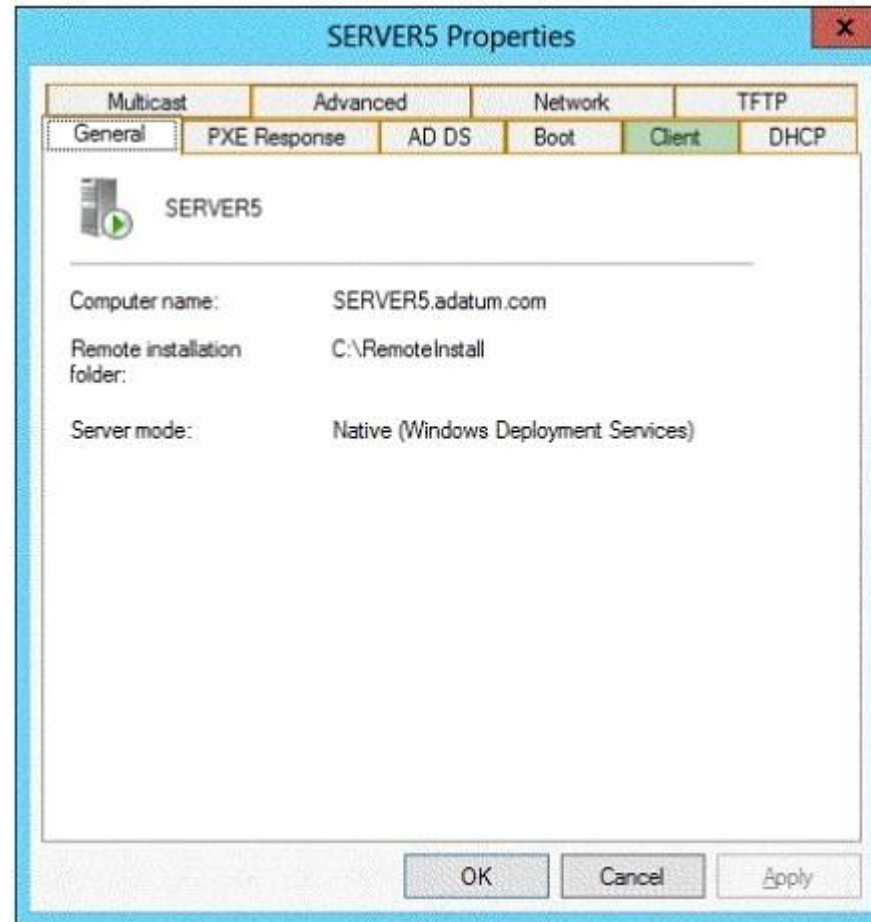 SERVER5 Properties
x
Multicast Advanced Network TFTP
General PXE Response AD DS Boot Client DHCP
SERVER5
Computer name: SERVER5.adatum.com
Remote installation C:\RemoteInstall
folder:
Server mode: Native (Windows Deployment Services)
OK Cancel Apply